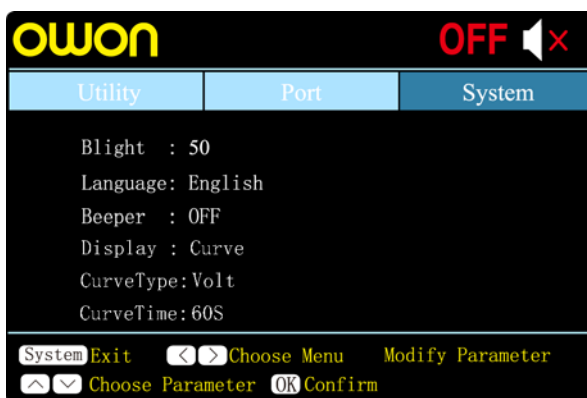 OWON OFF
Utility Port System
Blight : 50
Language: English
Beeper : OFF
Display : Curve
CurveType:Volt
CurveTime:60S
System Exit < > Choose Menu Modify Parameter
Choose Parameter OK Confirm